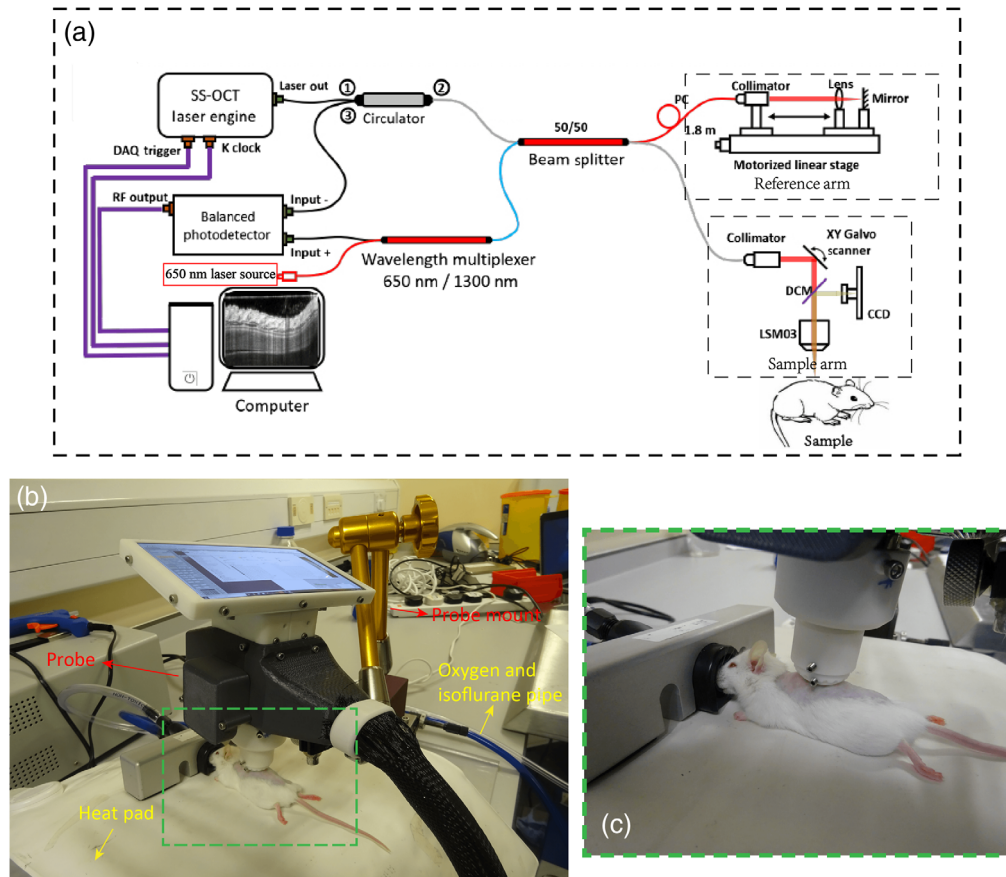 (a)
SS-OCT
laser engine
Laser out
①
②
③
Circulator
DAQ trigger
K clock
RF output
Balanced
photodetector
Input -
Input +
650 nm laser source
Wavelength multiplexer
650 nm / 1300 nm
Computer
50/50
Beam splitter
PC
1.8 m
Collimator
Lens
Mirror
Motorized linear stage
Reference arm
Collimator
XY Galvo
scanner
DCM
CCD
LSM03
Sample arm
Sample
(b)
Probe mount
Probe
Oxygen and
isoflurane pipe
Heat pad
(c)